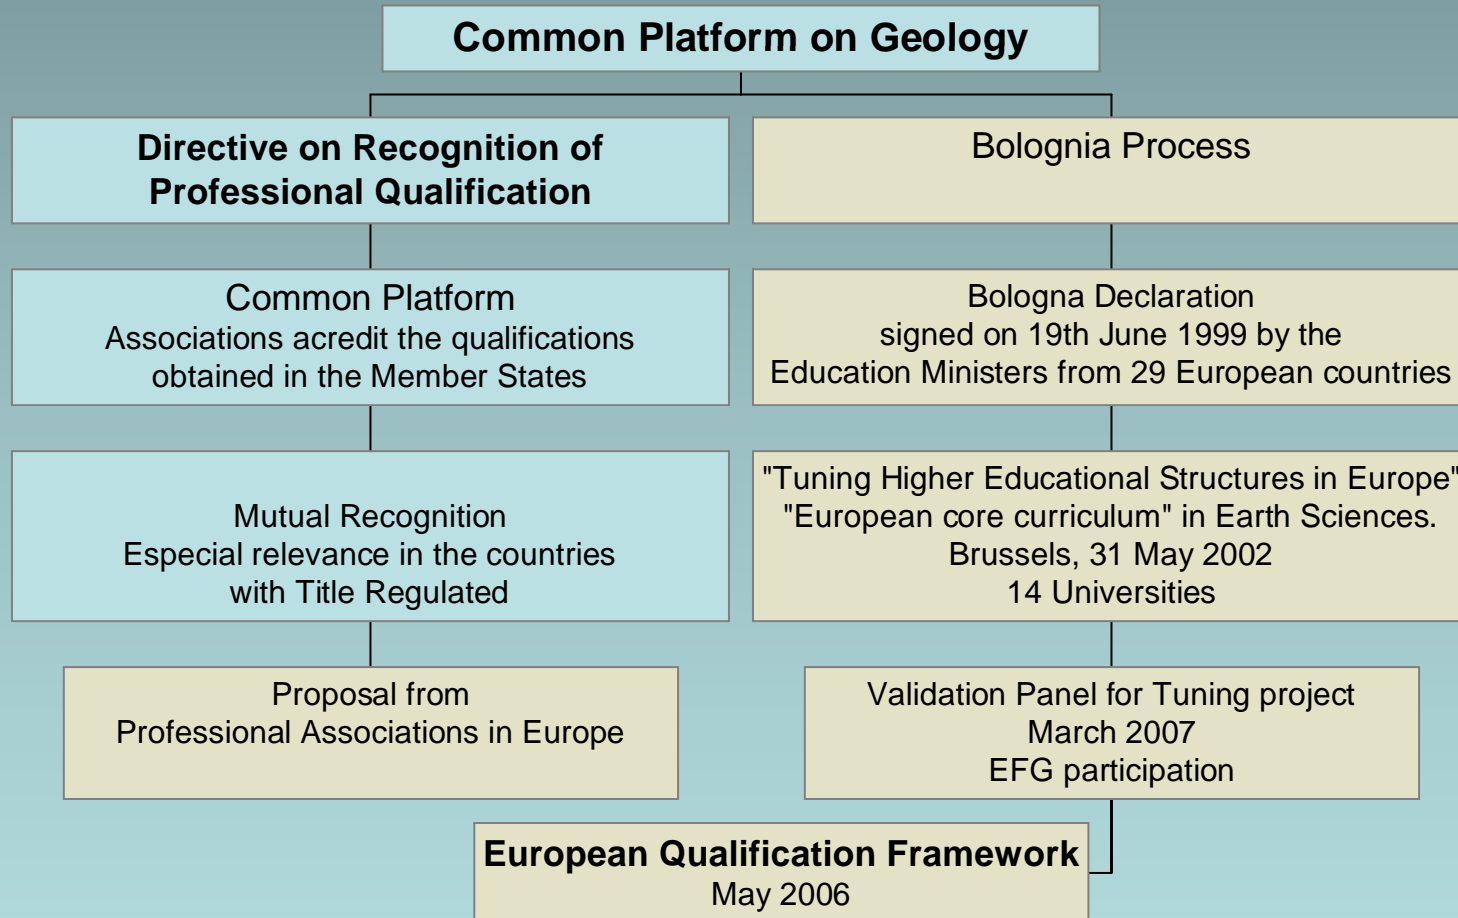 Common Platform on Geology
Directive on Recognition of
Professional Qualification
Common Platform
Associations acredit the qualifications
obtained in the Member States
Mutual Recognition
Especial relevance in the countries
with Title Regulated
Proposal from
Professional Associations in Europe
Bolognia Process
Bologna Declaration
signed on 19th June 1999 by the
Education Ministers from 29 European countries
"Tuning Higher Educational Structures in Europe"
"European core curriculum" in Earth Sciences.
Brussels, 31 May 2002
14 Universities
Validation Panel for Tuning project
March 2007
EFG participation
European Qualification Framework
May 2006